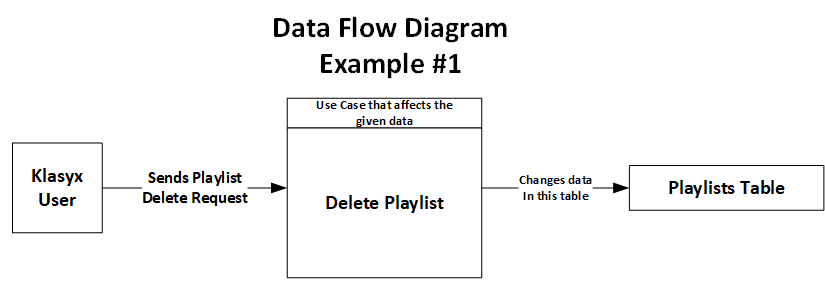 Data Flow Diagram
Example #1
Use Case that affects the
given data
Klasyx
User
Sends Playlist
Delete Request
Delete Playlist
Changes data
In this table
Playlists Table